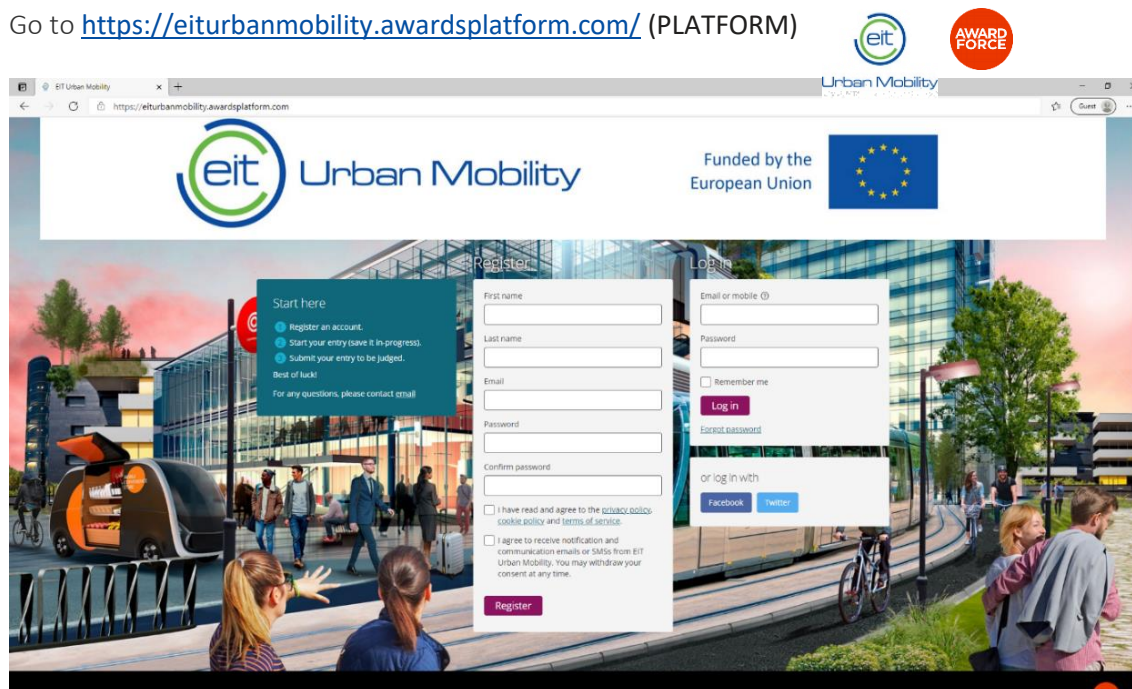 Go to https://eiturbanmobility.awardsplatform.com/ (PLATFORM)
eit
Urban Mobility
AWARD
FORCE
EIT Urban Mobility
https://eiturbanmobility.awardsplatform.com
Guest
eit Urban Mobility
Funded by the
European Union
Start here
1 Register an account.
2 Start your entry (save it in-progress).
3 Submit your entry to be judged.
Best of luck!
For any questions, please contact email
Register
First name
Last name
Email
Password
Confirm password
I have read and agree to the privacy policy,
cookie policy and terms of service.
I agree to receive notification and
communication emails or SMSs from EIT
Urban Mobility. You may withdraw your
consent at any time.
Register
Log in
Email or mobile
Password
Remember me
Log in
Forgot password
or log in with
Facebook Twitter